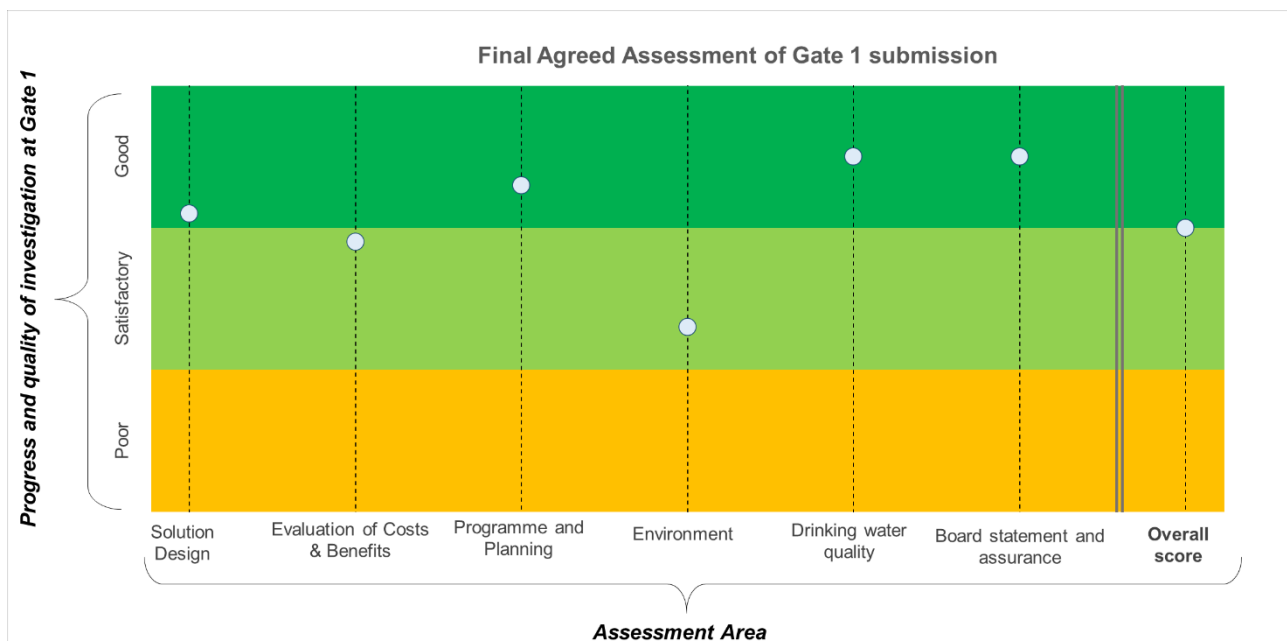 Final Agreed Assessment of Gate 1 submission
Progress and quality of investigation at Gate 1
Good
Satisfactory
Poor
Solution
Design
Evaluation of Costs
& Benefits
Programme and
Planning
Environment
Drinking water
quality
Board statement and
assurance
Overall
score
Assessment Area